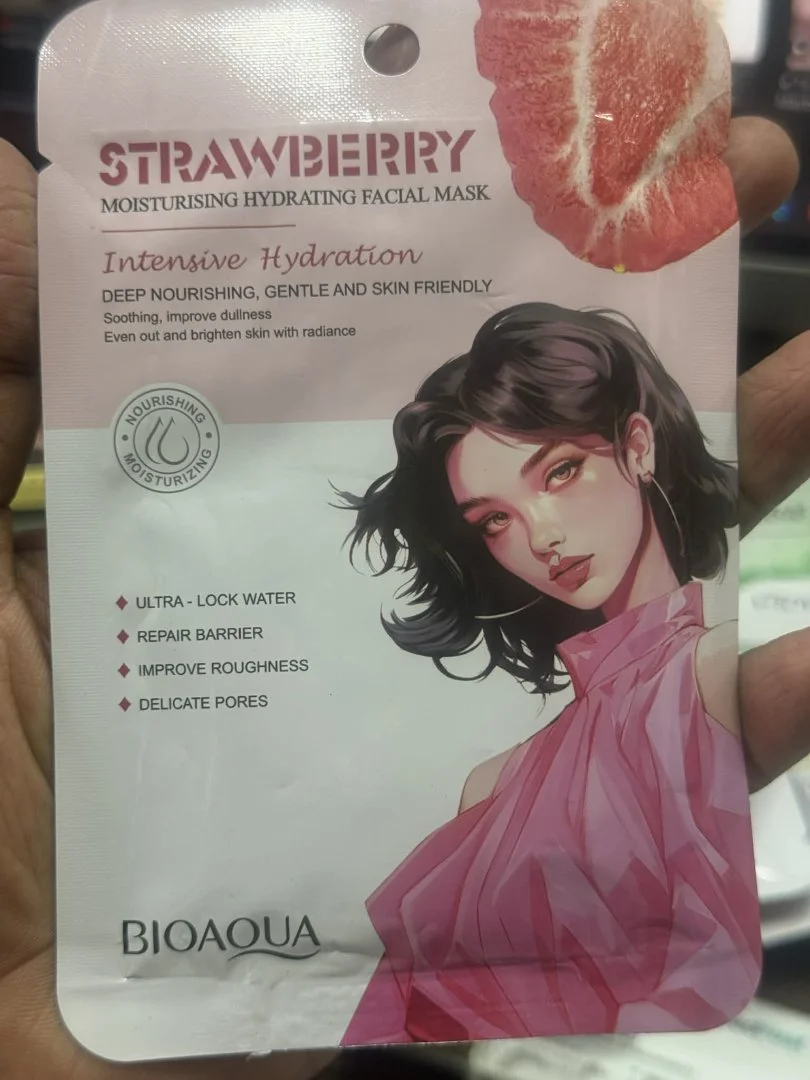 STRAWBERRY
MOISTURISING HYDRATING FACIAL MASK
Intensive Hydration
DEEP NOURISHING, GENTLE AND SKIN FRIENDLY
Soothing, improve dullness
Even out and brighten skin with radiance
NOURISHING
MOISTURIZING
ULTRA - LOCK WATER
REPAIR BARRIER
IMPROVE ROUGHNESS
DELICATE PORES
BIOAQUA